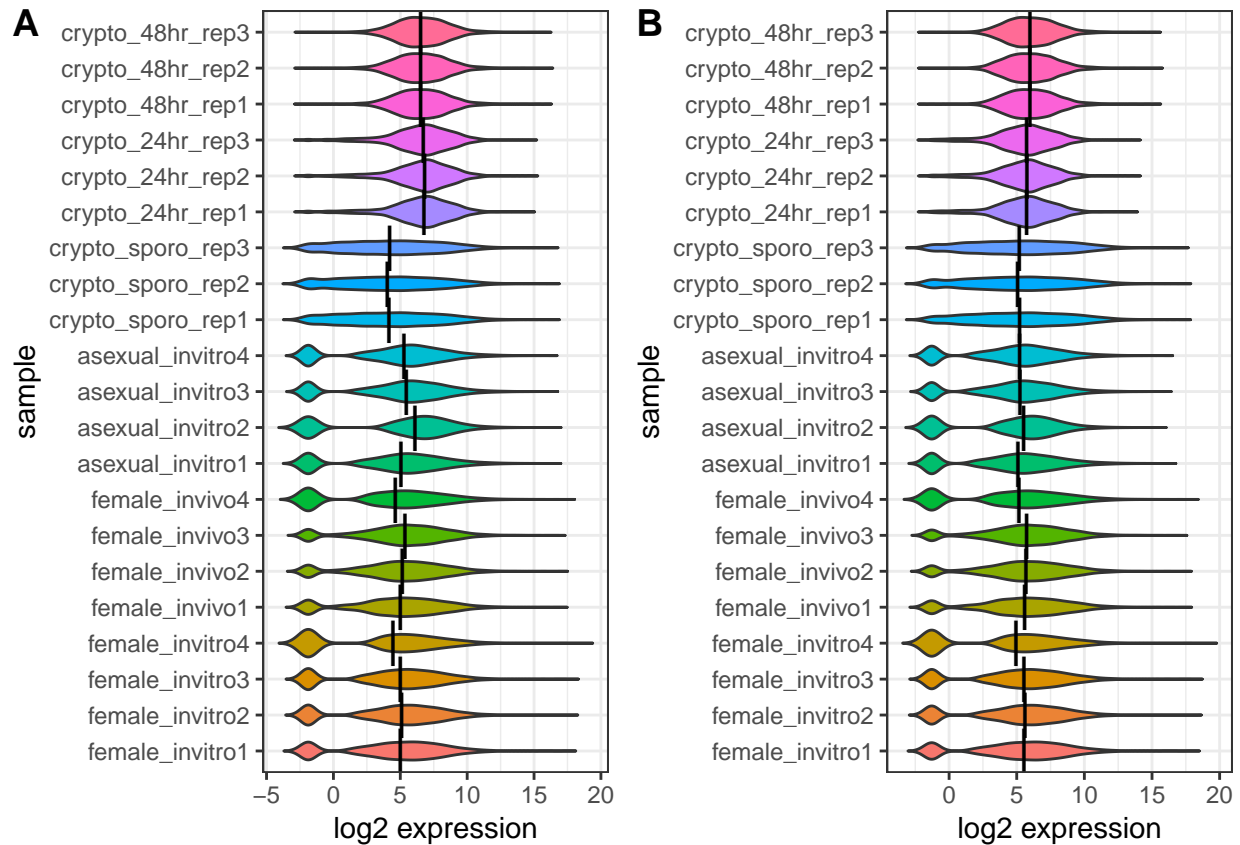 A
sample
crypto_48hr_rep3
crypto_48hr_rep2
crypto_48hr_rep1
crypto_24hr_rep3
crypto_24hr_rep2
crypto_24hr_rep1
crypto_sporo_rep3
crypto_sporo_rep2
crypto_sporo_rep1
asexual_invitro4
asexual_invitro3
asexual_invitro2
asexual_invitro1
female_invivo4
female_invivo3
female_invivo2
female_invivo1
female_invitro4
female_invitro3
female_invitro2
female_invitro1
−5 0 5 10 15 20
log2 expression
B
sample
crypto_48hr_rep3
crypto_48hr_rep2
crypto_48hr_rep1
crypto_24hr_rep3
crypto_24hr_rep2
crypto_24hr_rep1
crypto_sporo_rep3
crypto_sporo_rep2
crypto_sporo_rep1
asexual_invitro4
asexual_invitro3
asexual_invitro2
asexual_invitro1
female_invivo4
female_invivo3
female_invivo2
female_invivo1
female_invitro4
female_invitro3
female_invitro2
female_invitro1
0 5 10 15 20
log2 expression